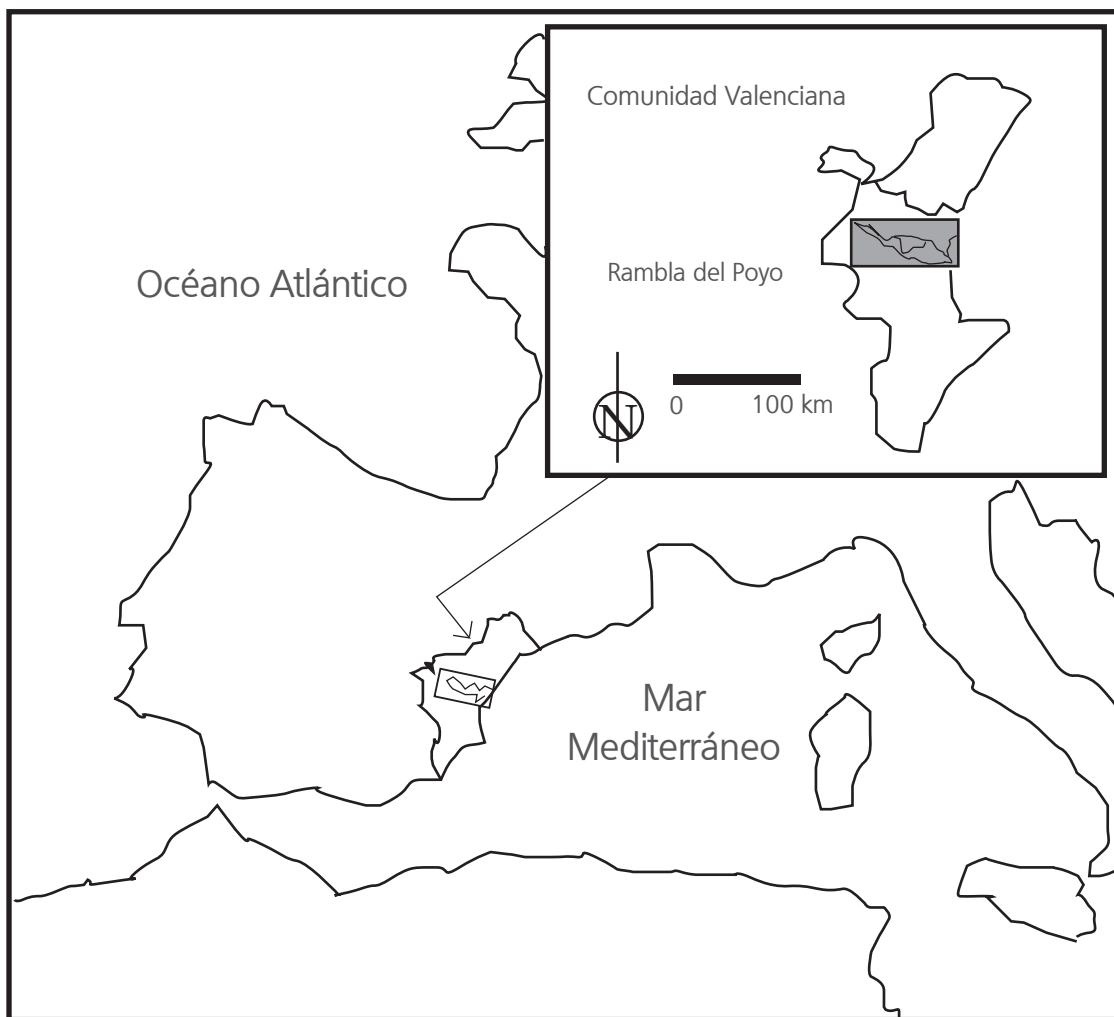 Comunidad Valenciana
Océano Atlántico
Rambla del Poyo
N
0 100 km
Mar
Mediterráneo